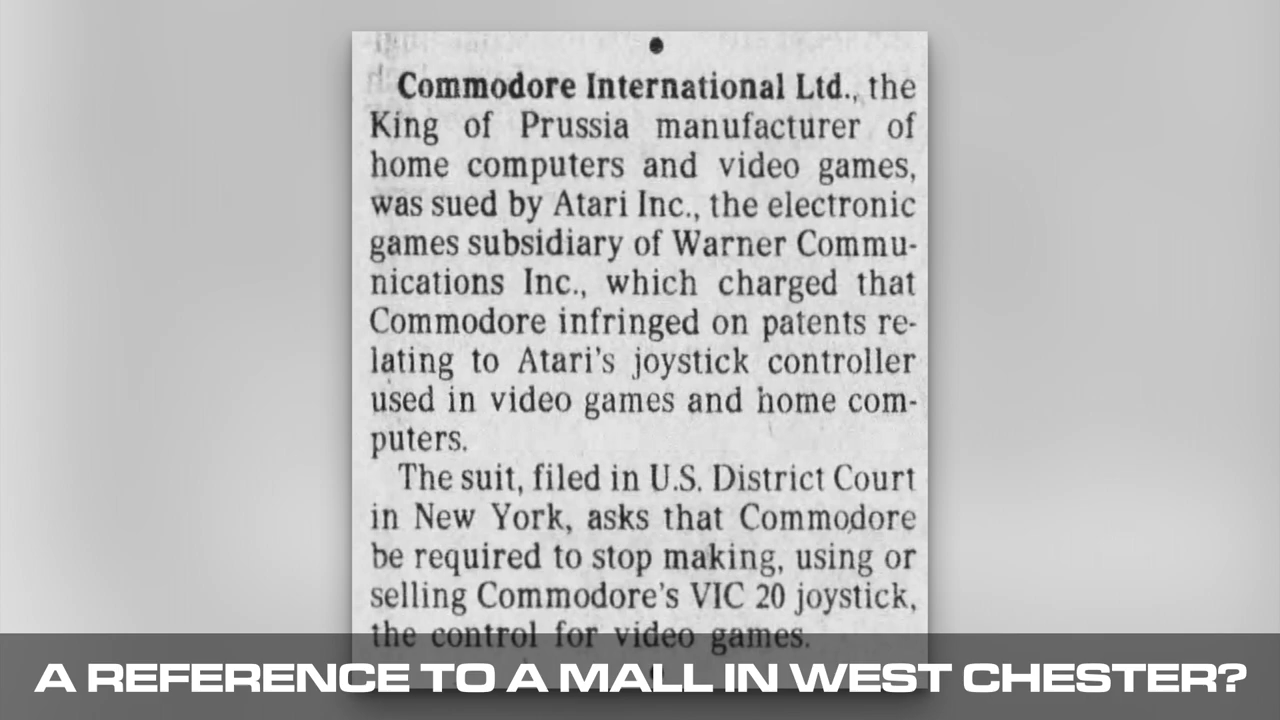 Commodore International Ltd., the
King of Prussia manufacturer of
home computers and video games,
was sued by Atari Inc., the electronic
games subsidiary of Warner Commu-
nications Inc., which charged that
Commodore infringed on patents re-
lating to Atari's joystick controller
used in video games and home com-
puters.
The suit, filed in U.S. District Court
in New York, asks that Commodore
be required to stop making, using or
selling Commodore's VIC 20 joystick,
the control for video games.
A REFERENCE TO A MALL IN WEST CHESTER?